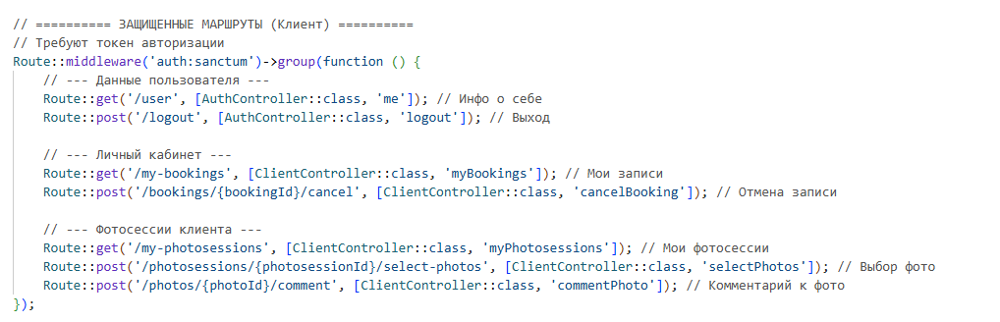 // ========== ЗАЩИЩЕННЫЕ МАРШРУТЫ (Клиент) ==========
// Требуют токен авторизации
Route::middleware('auth:sanctum')->group(function () {
    // --- Данные пользователя ---
    Route::get('/user', [AuthController::class, 'me']); // Инфо о себе
    Route::post('/logout', [AuthController::class, 'logout']); // Выход

    // --- Личный кабинет ---
    Route::get('/my-bookings', [ClientController::class, 'myBookings']); // Мои записи
    Route::post('/bookings/{bookingId}/cancel', [ClientController::class, 'cancelBooking']); // Отмена записи

    // --- Фотосессии клиента ---
    Route::get('/my-photosessions', [ClientController::class, 'myPhotosessions']); // Мои фотосессии
    Route::post('/photosessions/{photosessionId}/select-photos', [ClientController::class, 'selectPhotos']); // Выбор фото
    Route::post('/photos/{photoId}/comment', [ClientController::class, 'commentPhoto']); // Комментарий к фото
});